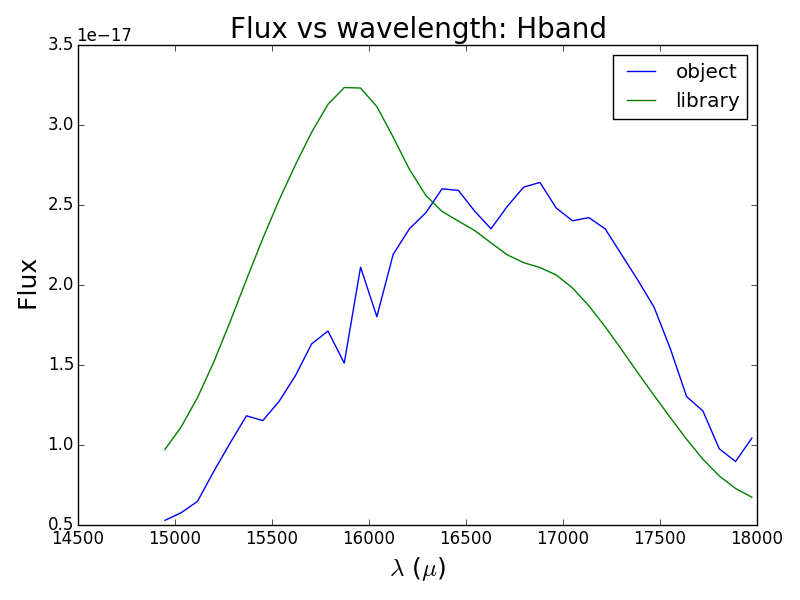 Flux vs wavelength: Hband
1e−17
object
library
3.5
3.0
2.5
2.0
1.5
1.0
0.5
Flux
14500 15000 15500 16000 16500 17000 17500 18000
λ (μ)